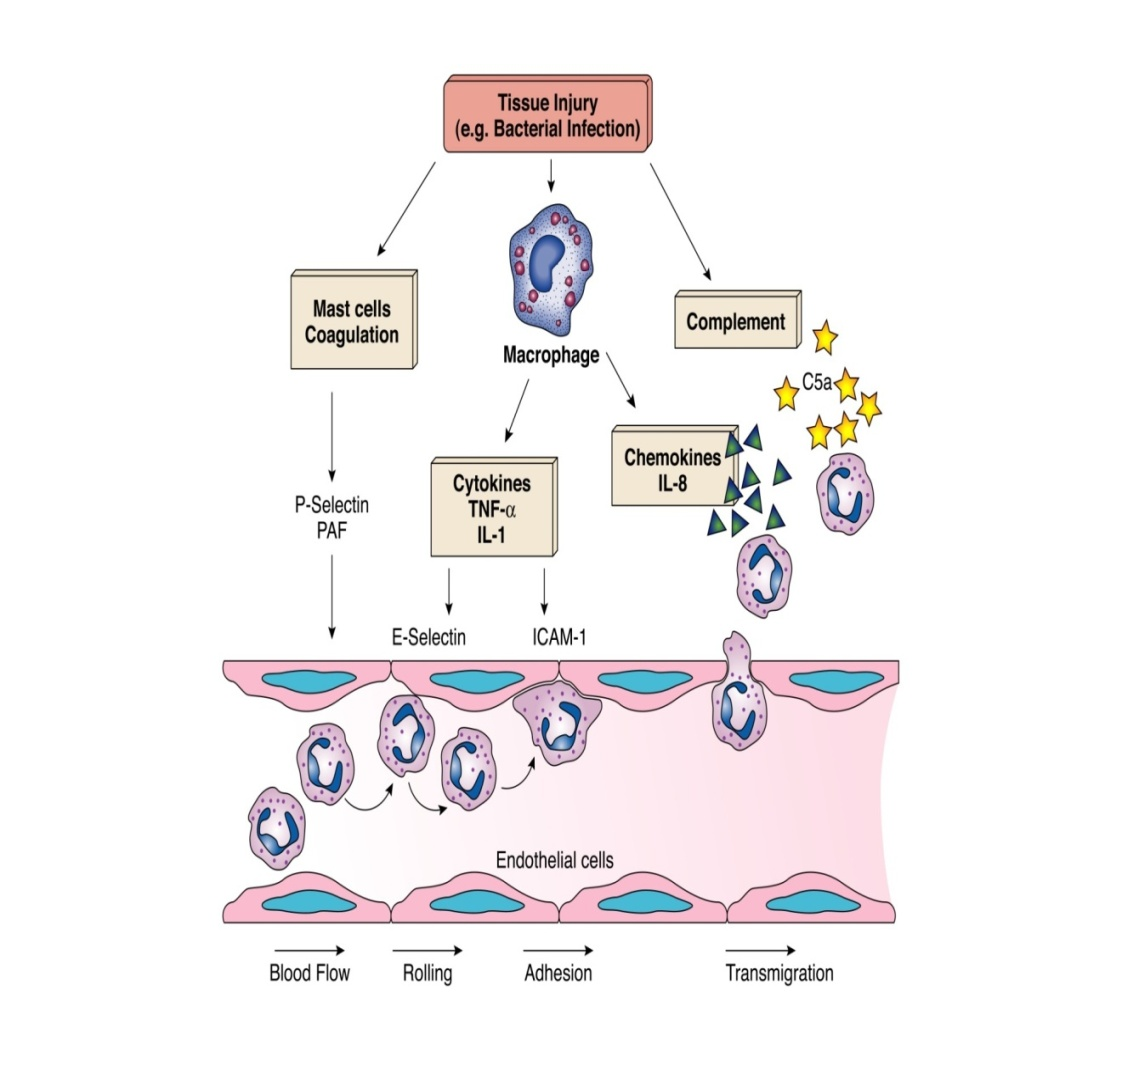 Tissue Injury
(e.g. Bacterial Infection)
Mast cells
Coagulation
Macrophage
Complement
C5a
Chemokines
IL-8
Cytokines
TNF-α
IL-1
P-Selectin
PAF
E-Selectin
ICAM-1
Endothelial cells
Blood Flow
Rolling
Adhesion
Transmigration